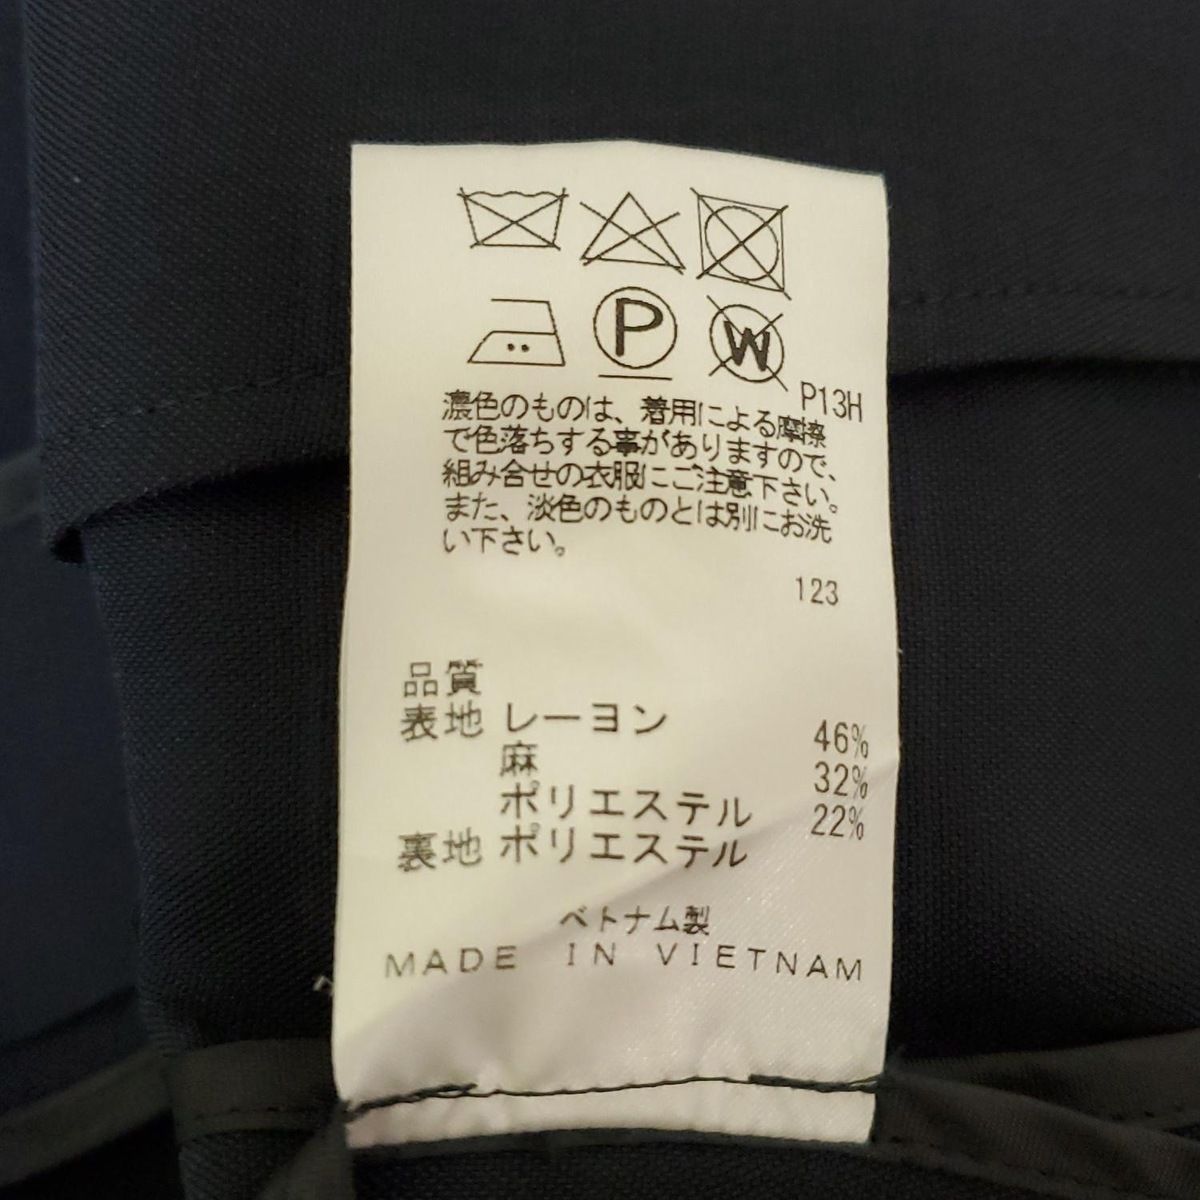 P
W
P13H
濃色のものは、着用による摩擦
で色落ちする事がありますので、
組み合せの衣服にご注意下さい。
また、淡色のものとは別にお洗
い下さい。
123
品質
表地 レーヨン 46%
麻 32%
ポリエステル 22%
裏地 ポリエステル
ベトナム製
MADE IN VIETNAM